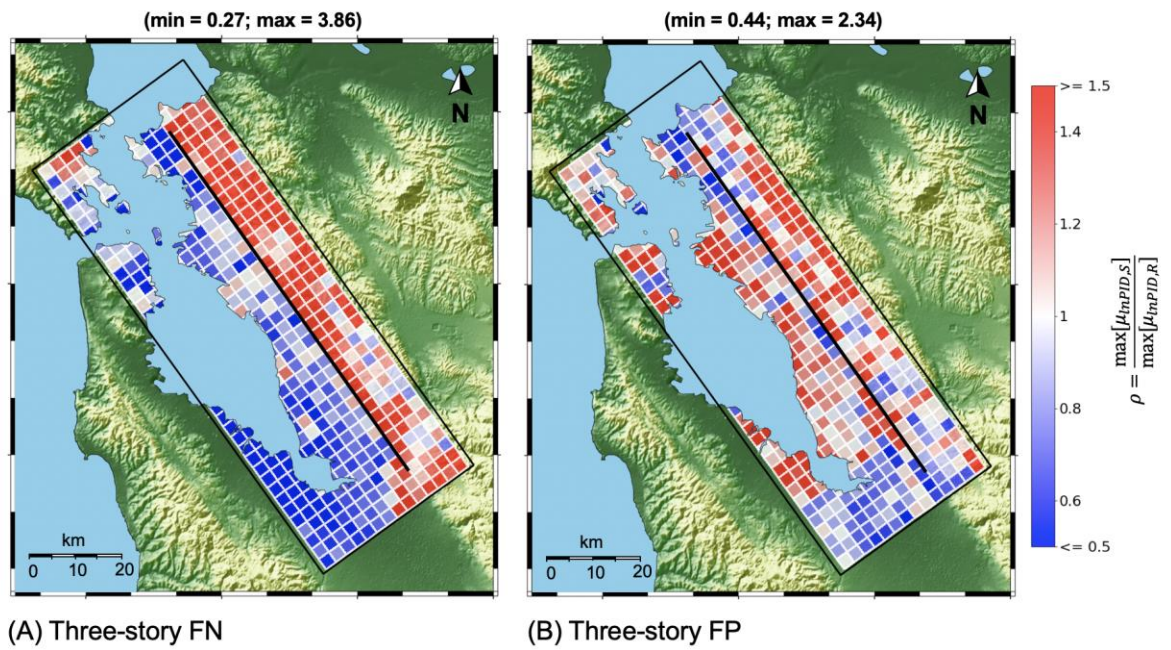 (min = 0.27; max = 3.86)
(min = 0.44; max = 2.34)
N
N
>= 1.5
1.4
1.2
1
0.8
0.6
<= 0.5
ρ = max[μlnPID,S] / max[μlnPID,R]
km
0 10 20
km
0 10 20
(A) Three-story FN
(B) Three-story FP